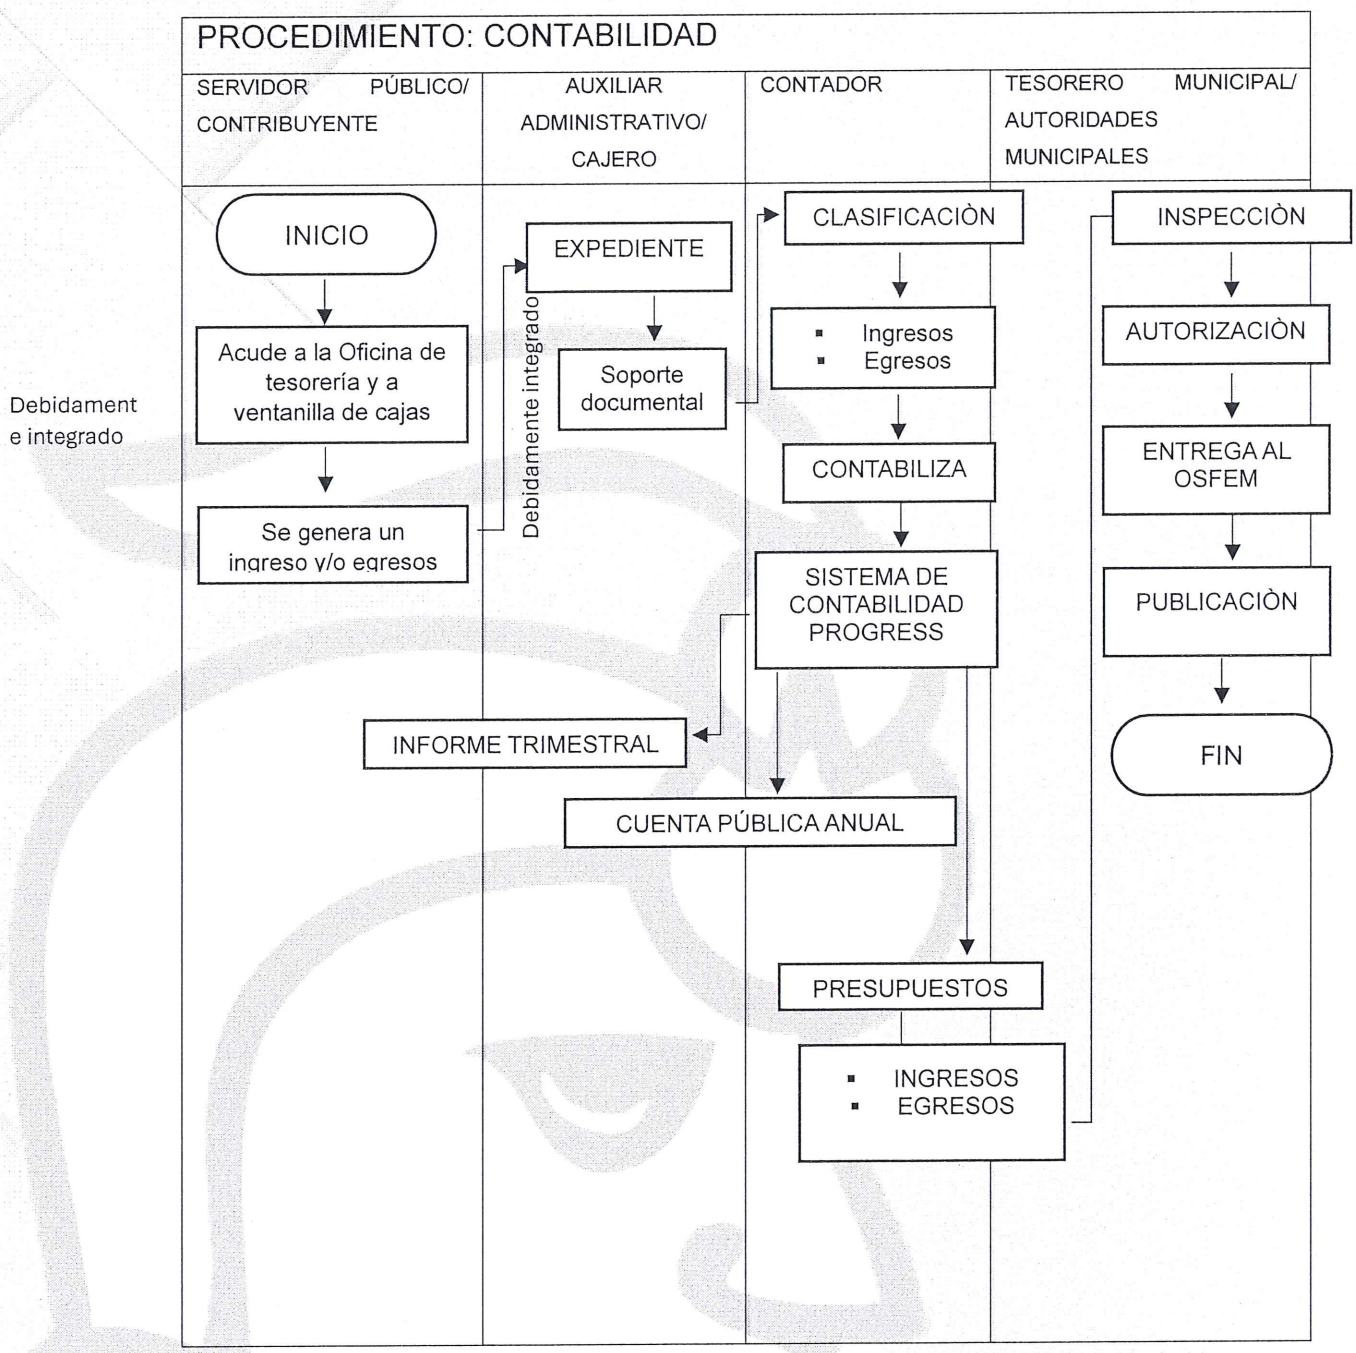 PROCEDIMIENTO: CONTABILIDAD
SERVIDOR PÚBLICO/
CONTRIBUYENTE
AUXILIAR
ADMINISTRATIVO/
CAJERO
CONTADOR
TESORERO MUNICIPAL/
AUTORIDADES
MUNICIPALES
INICIO
Acude a la Oficina de
tesorería y a
ventanilla de cajas
Se genera un
ingreso y/o egresos
Debidament
e integrado
EXPEDIENTE
Debidamente integrado
Soporte
documental
CLASIFICACIÒN
▪ Ingresos
▪ Egresos
CONTABILIZA
SISTEMA DE
CONTABILIDAD
PROGRESS
INFORME TRIMESTRAL
CUENTA PÚBLICA ANUAL
PRESUPUESTOS
▪ INGRESOS
▪ EGRESOS
INSPECCIÒN
AUTORIZACIÒN
ENTREGA AL
OSFEM
PUBLICACIÒN
FIN